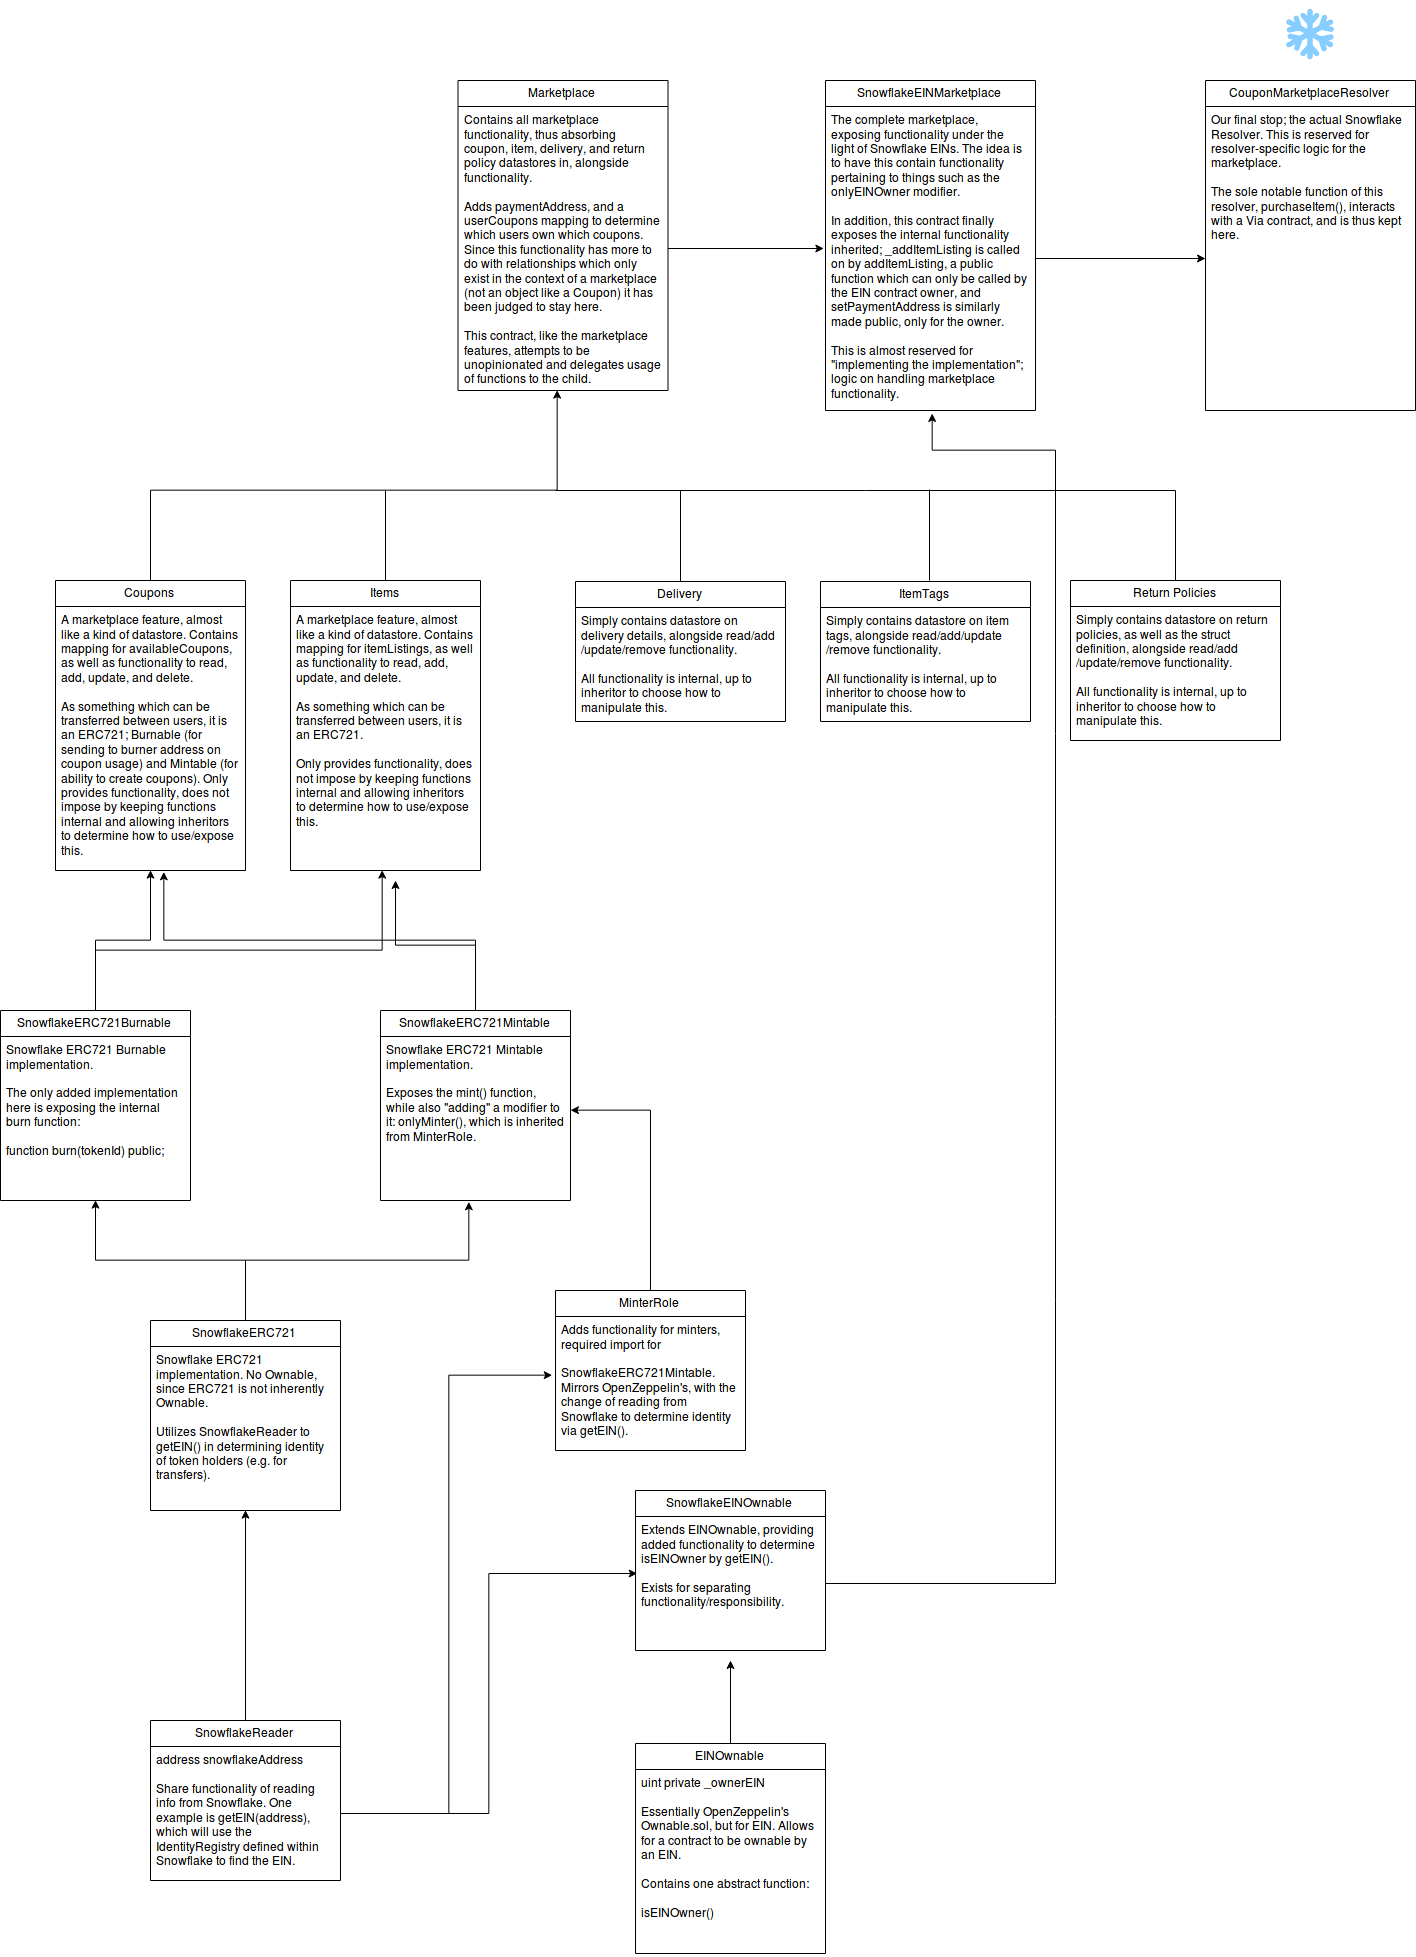 Marketplace
Contains all marketplace
functionality, thus absorbing
coupon, item, delivery, and return
policy datastores in, alongside
functionality.
Adds paymentAddress, and a
userCoupons mapping to determine
which users own which coupons.
Since this functionality has more to
do with relationships which only
exist in the context of a marketplace
(not an object like a Coupon) it has
been judged to stay here.
This contract, like the marketplace
features, attempts to be
unopinionated and delegates usage
of functions to the child.
SnowflakeEINMarketplace
The complete marketplace,
exposing functionality under the
light of Snowflake EINs. The idea is
to have this contain functionality
pertaining to things such as the
onlyEINOwner modifier.
In addition, this contract finally
exposes the internal functionality
inherited; _addItemListing is called
on by addItemListing, a public
function which can only be called by
the EIN contract owner, and
setPaymentAddress is similarly
made public, only for the owner.
This is almost reserved for
"implementing the implementation";
logic on handling marketplace
functionality.
CouponMarketplaceResolver
Our final stop; the actual Snowflake
Resolver. This is reserved for
resolver-specific logic for the
marketplace.
The sole notable function of this
resolver, purchaseItem(), interacts
with a Via contract, and is thus kept
here.
Coupons
A marketplace feature, almost
like a kind of datastore. Contains
mapping for availableCoupons,
as well as functionality to read,
add, update, and delete.
As something which can be
transferred between users, it is
an ERC721; Burnable (for
sending to burner address on
coupon usage) and Mintable (for
ability to create coupons). Only
provides functionality, does not
impose by keeping functions
internal and allowing inheritors
to determine how to use/expose
this.
Items
A marketplace feature, almost
like a kind of datastore. Contains
mapping for itemListings, as well
as functionality to read, add,
update, and delete.
As something which can be
transferred between users, it is
an ERC721.
Only provides functionality, does
not impose by keeping functions
internal and allowing inheritors
to determine how to use/expose
this.
Delivery
Simply contains datastore on
delivery details, alongside read/add
/update/remove functionality.
All functionality is internal, up to
inheritor to choose how to
manipulate this.
ItemTags
Simply contains datastore on item
tags, alongside read/add/update
/remove functionality.
All functionality is internal, up to
inheritor to choose how to
manipulate this.
Return Policies
Simply contains datastore on return
policies, as well as the struct
definition, alongside read/add
/update/remove functionality.
All functionality is internal, up to
inheritor to choose how to
manipulate this.
SnowflakeERC721Burnable
Snowflake ERC721 Burnable
implementation.
The only added implementation
here is exposing the internal
burn function:
function burn(tokenId) public;
SnowflakeERC721Mintable
Snowflake ERC721 Mintable
implementation.
Exposes the mint() function,
while also "adding" a modifier to
it: onlyMinter(), which is inherited
from MinterRole.
MinterRole
Adds functionality for minters,
required import for
SnowflakeERC721Mintable.
Mirrors OpenZeppelin's, with the
change of reading from
Snowflake to determine identity
via getEIN().
SnowflakeERC721
Snowflake ERC721
implementation. No Ownable,
since ERC721 is not inherently
Ownable.
Utilizes SnowflakeReader to
getEIN() in determining identity
of token holders (e.g. for
transfers).
SnowflakeEINOwnable
Extends EINOwnable, providing
added functionality to determine
isEINOwner by getEIN().
Exists for separating
functionality/responsibility.
SnowflakeReader
address snowflakeAddress
Share functionality of reading
info from Snowflake. One
example is getEIN(address),
which will use the
IdentityRegistry defined within
Snowflake to find the EIN.
EINOwnable
uint private _ownerEIN
Essentially OpenZeppelin's
Ownable.sol, but for EIN. Allows
for a contract to be ownable by
an EIN.
Contains one abstract function:
isEINOwner()